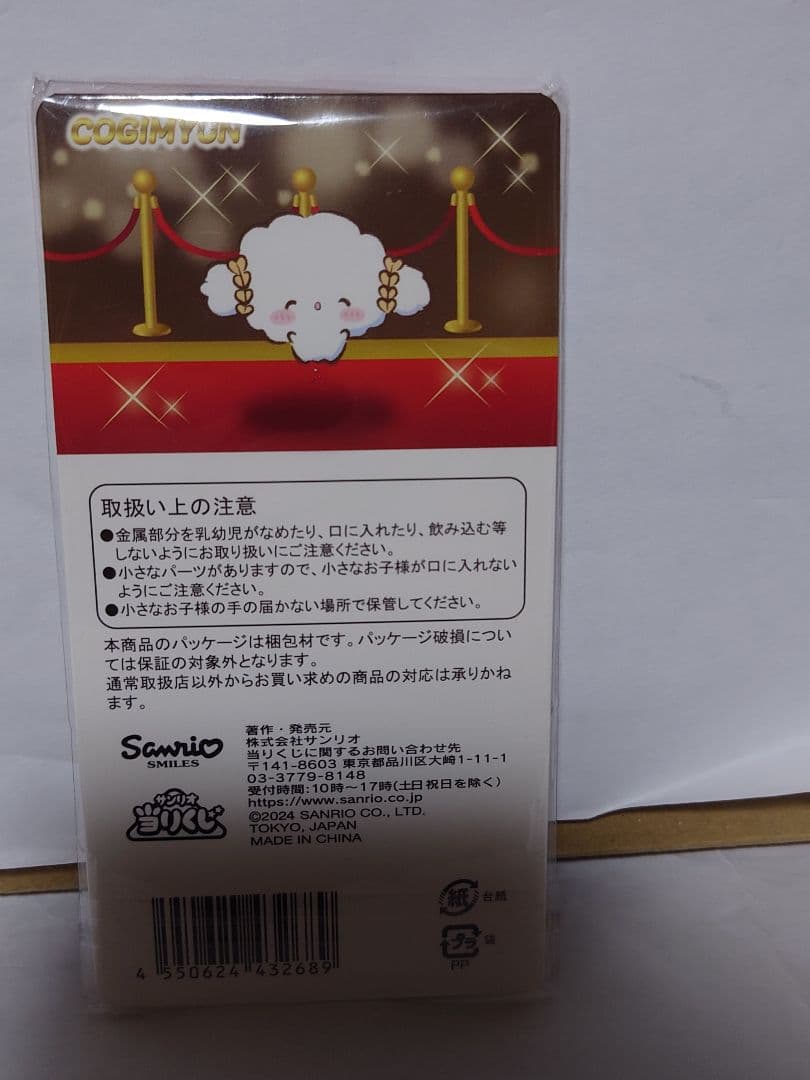 COGIMYUN
取扱い上の注意
●金属部分を乳幼児がなめたり、口に入れたり、飲み込む等
しないようにお取り扱いにご注意ください。
●小さなパーツがありますので、小さなお子様が口に入れない
ようにご注意ください。
●小さなお子様の手の届かない場所で保管してください。
本商品のパッケージは梱包材です。パッケージ破損につい
ては保証の対象外となります。
通常取扱店以外からお買い求めの商品の対応は承りかね
ます。
Sanrio
SMILES
サンリオ
当りくじ
著作・発売元
株式会社サンリオ
当りくじに関するお問い合わせ先
〒141-8603 東京都品川区大崎1-11-1
03-3779-8148
受付時間:10時～17時(土日祝日を除く)
https://www.sanrio.co.jp
©2024 SANRIO CO., LTD.
TOKYO, JAPAN
MADE IN CHINA
紙 台紙
プラ 袋
PP
4 550624 432689